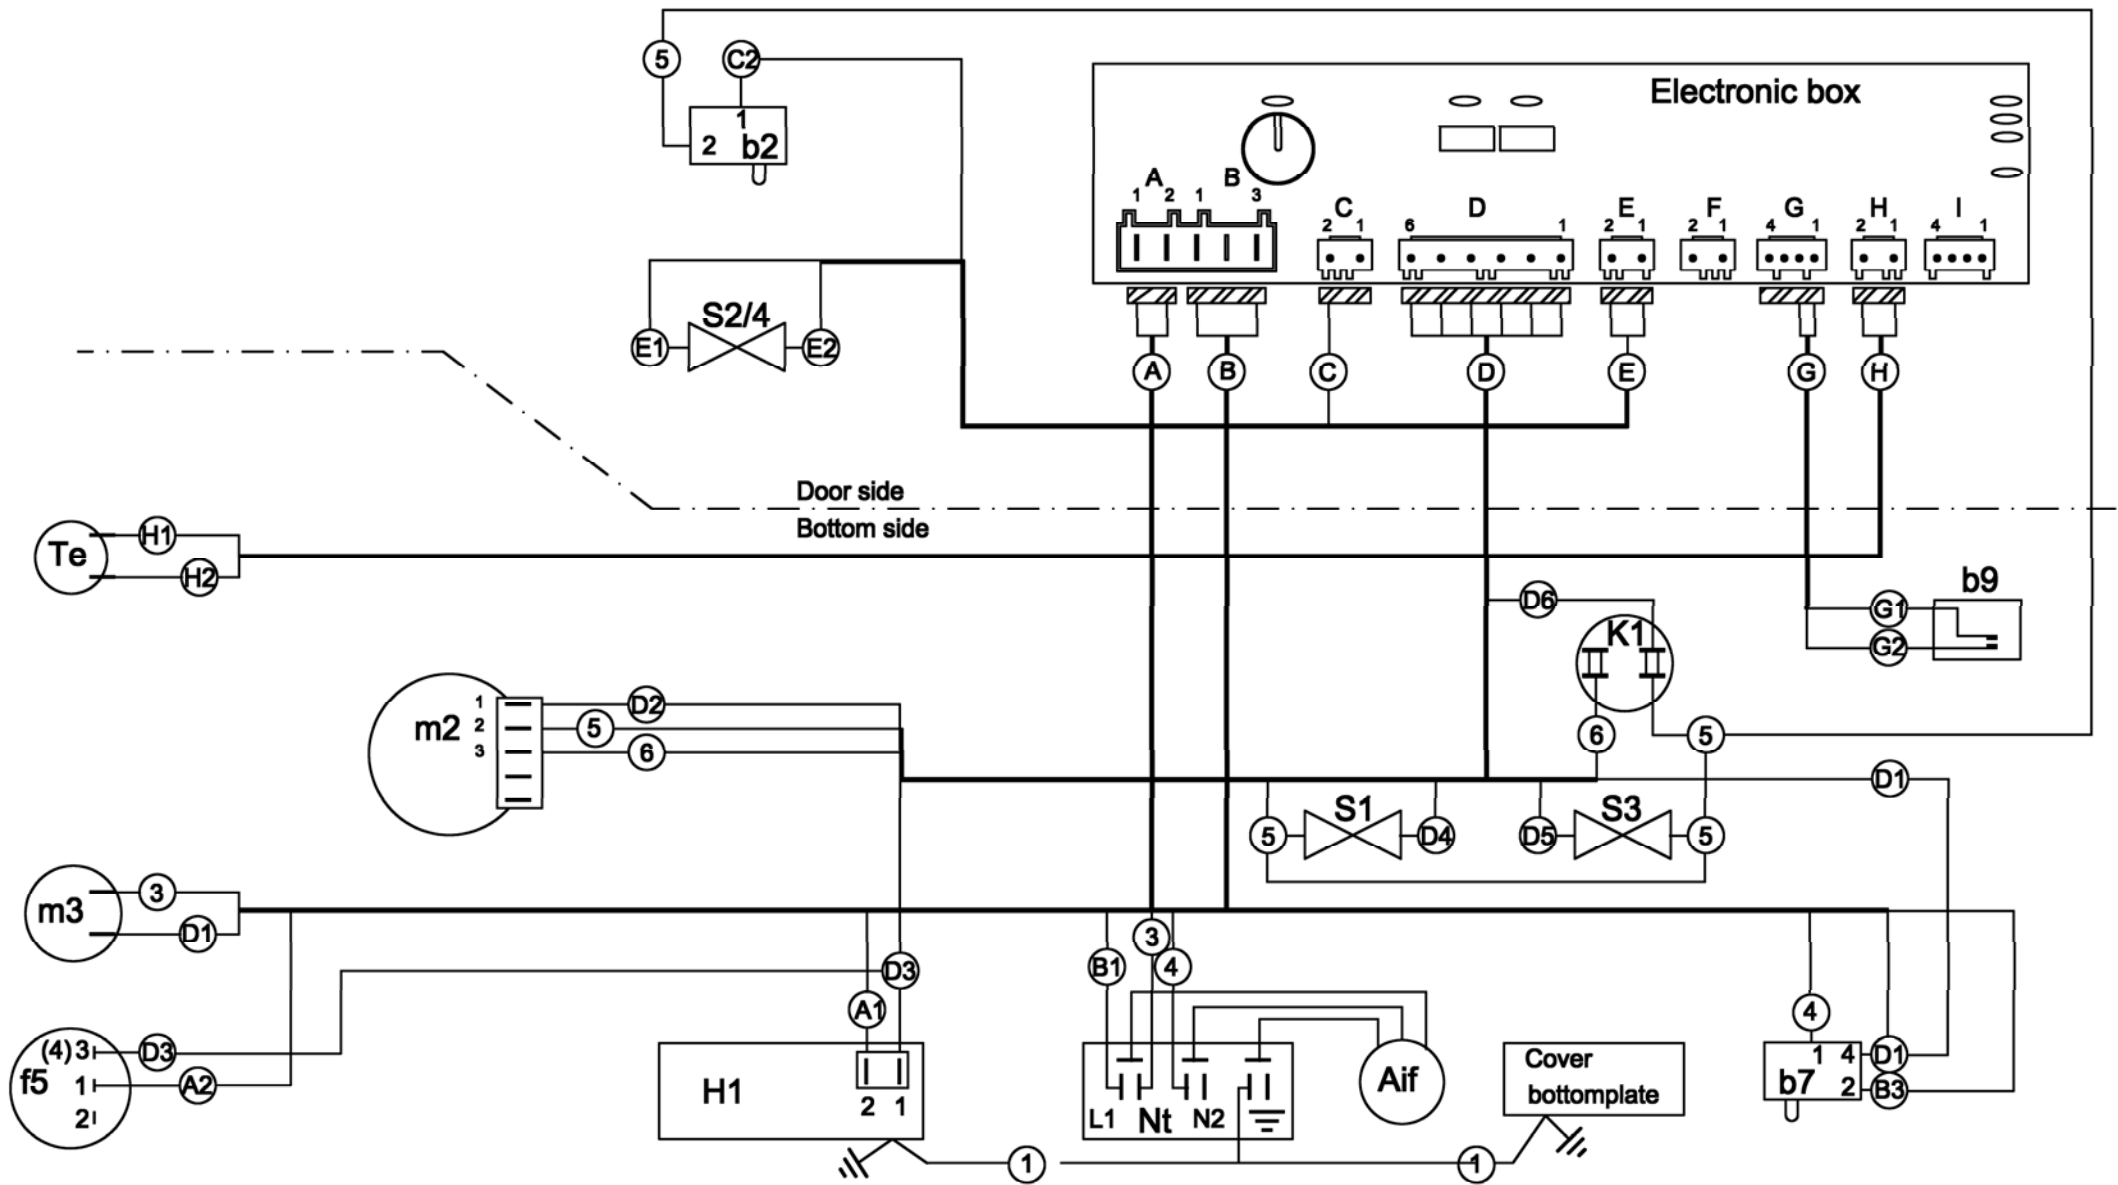 5 C2
1
2 b2
Electronic box
A B
1 2 1 3
C D E F G H I
2 1 6 1 2 1 2 1 4 1 2 1 4 1
S2/4
E1 E2
A B C D E G H
Door side
Bottom side
Te H1
H2
D6
b9
K1
G1
G2
m2 1 D2
2 5
3 6
6 5
D1
S1 S3
5 D4 D5 5
m3 3
D1
3
B1 4
D3
A1
4
(4) 3 D3
f5 1 A2
2
H1
2 1
L1 Nt N2
Aif
Cover
bottomplate
1 4 D1
b7 2 B3
1 1